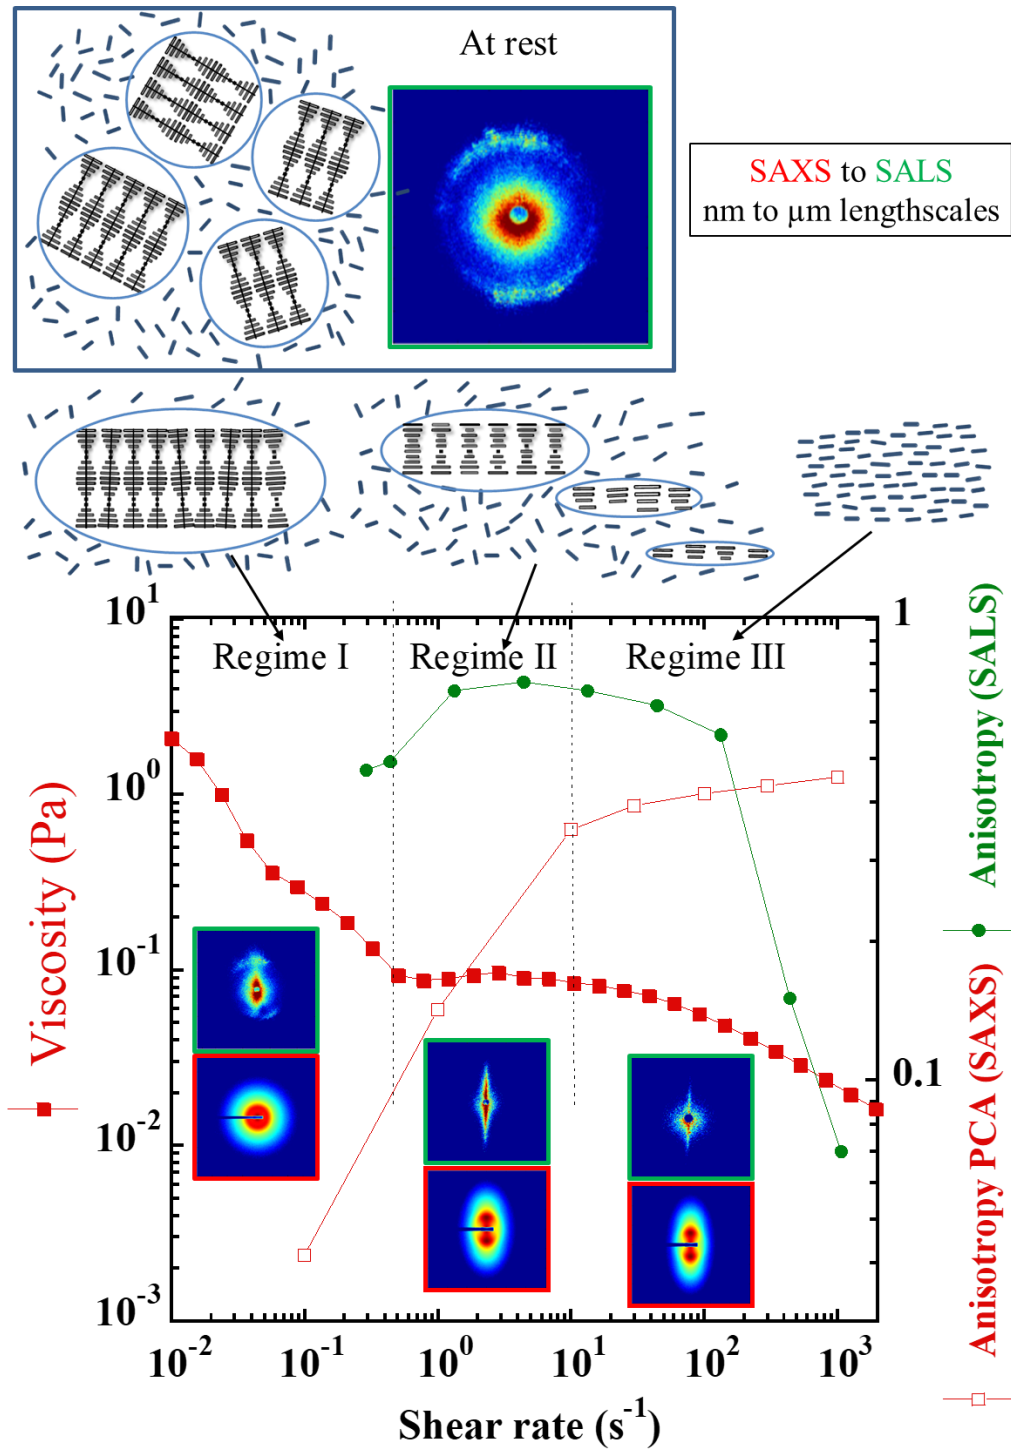 At rest
SAXS to SALS
nm to µm lengthscales
Regime I
Regime II
Regime III
10¹
10⁰
10⁻¹
10⁻²
10⁻³
Viscosity (Pa)
1
0.1
Anisotropy (SALS)
Anisotropy PCA (SAXS)
10⁻² 10⁻¹ 10⁰ 10¹ 10² 10³
Shear rate (s⁻¹)